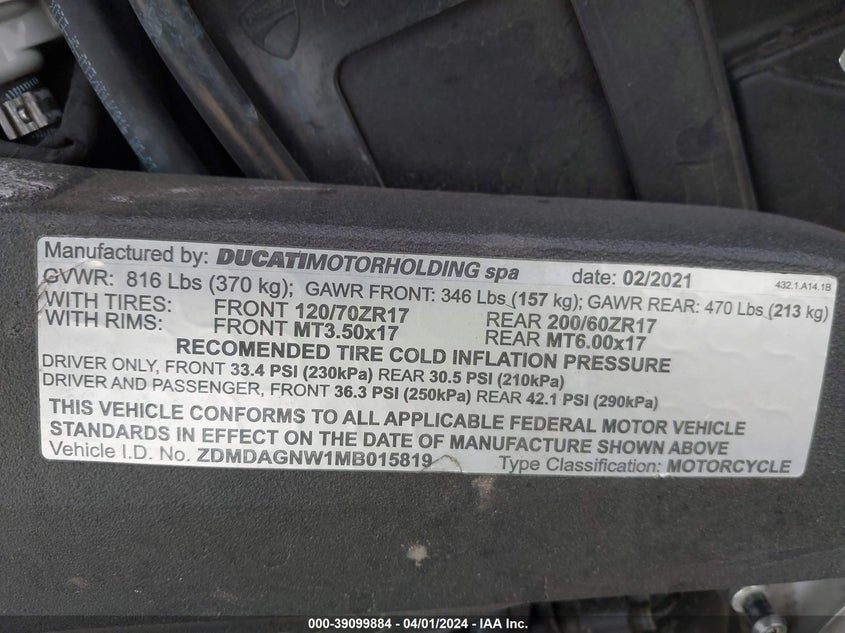 DUCATI
Manufactured by: DUCATIMOTORHOLDING spa date: 02/2021 432.1.A14.1B
GVWR: 816 Lbs (370 kg); GAWR FRONT: 346 Lbs (157 kg); GAWR REAR: 470 Lbs (213 kg)
WITH TIRES: FRONT 120/70ZR17 REAR 200/60ZR17
WITH RIMS: FRONT MT3.50x17 REAR MT6.00x17
RECOMENDED TIRE COLD INFLATION PRESSURE
DRIVER ONLY, FRONT 33.4 PSI (230kPa) REAR 30.5 PSI (210kPa)
DRIVER AND PASSENGER, FRONT 36.3 PSI (250kPa) REAR 42.1 PSI (290kPa)
THIS VEHICLE CONFORMS TO ALL APPLICABLE FEDERAL MOTOR VEHICLE
STANDARDS IN EFFECT ON THE DATE OF MANUFACTURE SHOWN ABOVE
Vehicle I.D. No. ZDMDAGNW1MB015819 Type Classification: MOTORCYCLE
000-39099884 - 04/01/2024 - IAA Inc.